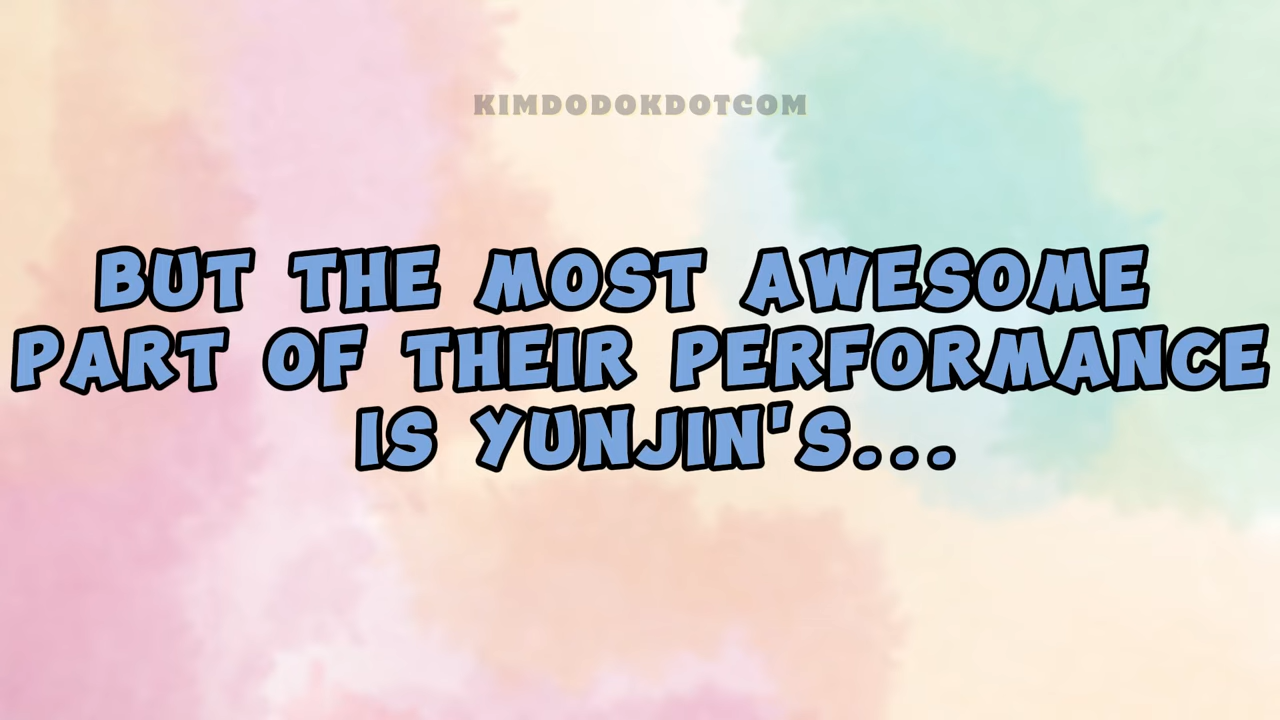 KIMDODOKDOTCOM
BUT THE MOST AWESOME
PART OF THEIR PERFORMANCE
IS YUNJIN'S...